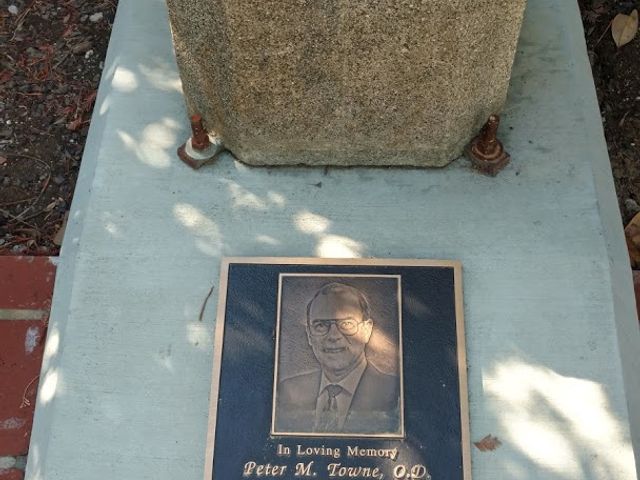 In Loving Memory
Peter M. Towne, O.D.